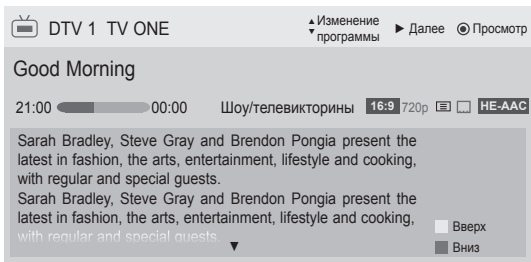 DTV 1 TV ONE
▲▼ Изменение программы ► Далее ◉ Просмотр
Good Morning
21:00 00:00 Шоу/телевикторины 16:9 720p HE-AAC
Sarah Bradley, Steve Gray and Brendon Pongia present the
latest in fashion, the arts, entertainment, lifestyle and cooking,
with regular and special guests.
Sarah Bradley, Steve Gray and Brendon Pongia present the
latest in fashion, the arts, entertainment, lifestyle and cooking,
with regular and special guests.
▼
Вверх
Вниз